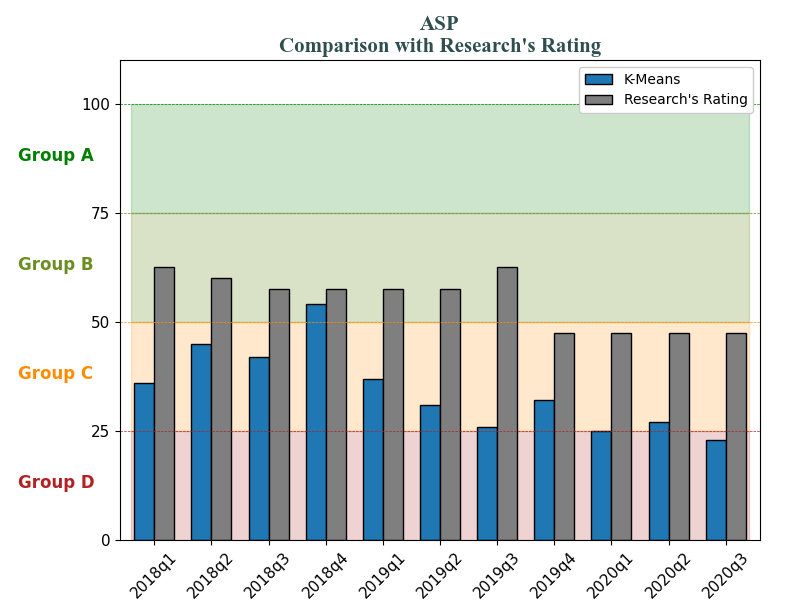 ASP
Comparison with Research's Rating
K-Means
Research's Rating
100
Group A
75
Group B
50
Group C
25
Group D
0
2018q1 2018q2 2018q3 2018q4 2019q1 2019q2 2019q3 2019q4 2020q1 2020q2 2020q3